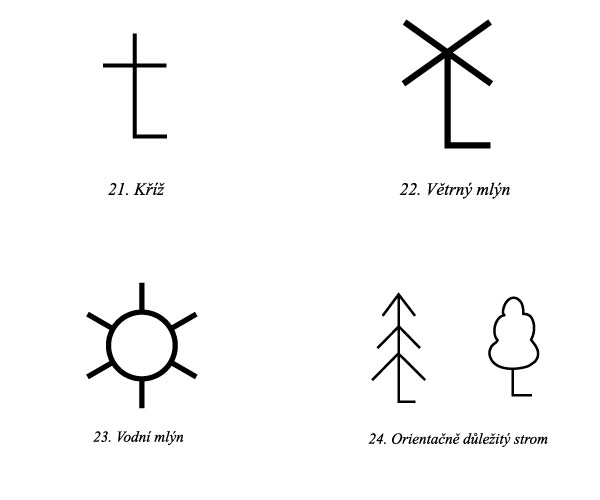 21. Kříž
22. Větrný mlýn
23. Vodní mlýn
24. Orientačně důležitý strom